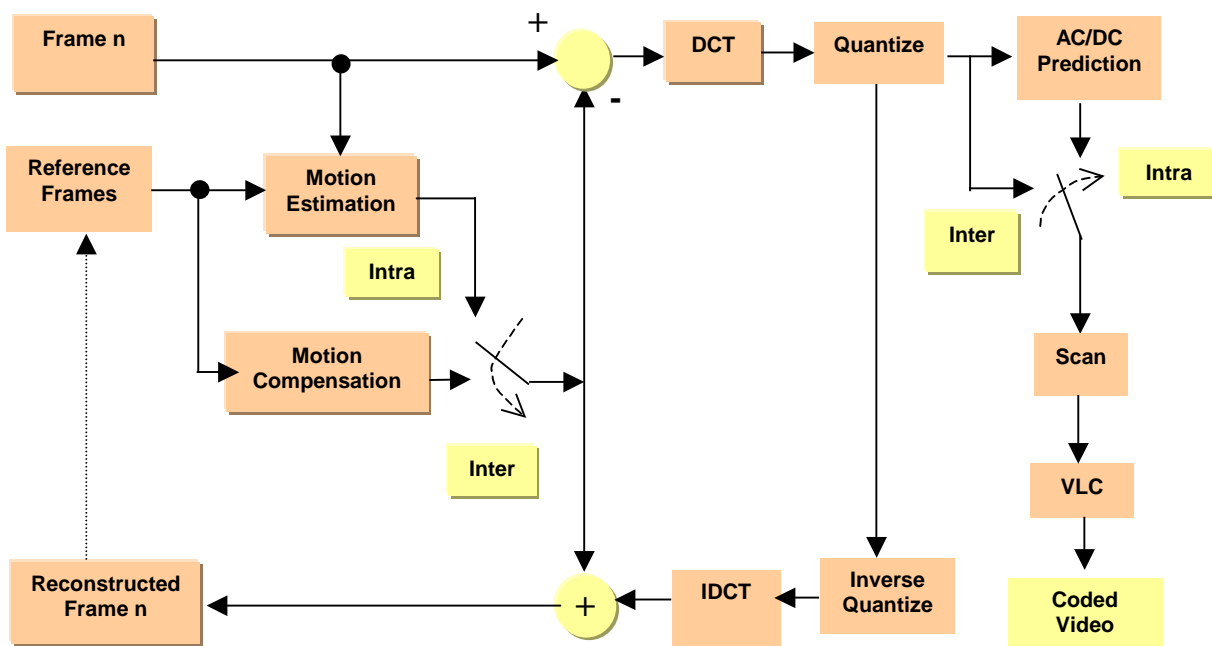 +
Frame n
DCT
Quantize
AC/DC
Prediction
-
Reference
Frames
Motion
Estimation
Intra
Inter
Intra
Motion
Compensation
Scan
Inter
VLC
Reconstructed
Frame n
+
IDCT
Inverse
Quantize
Coded
Video